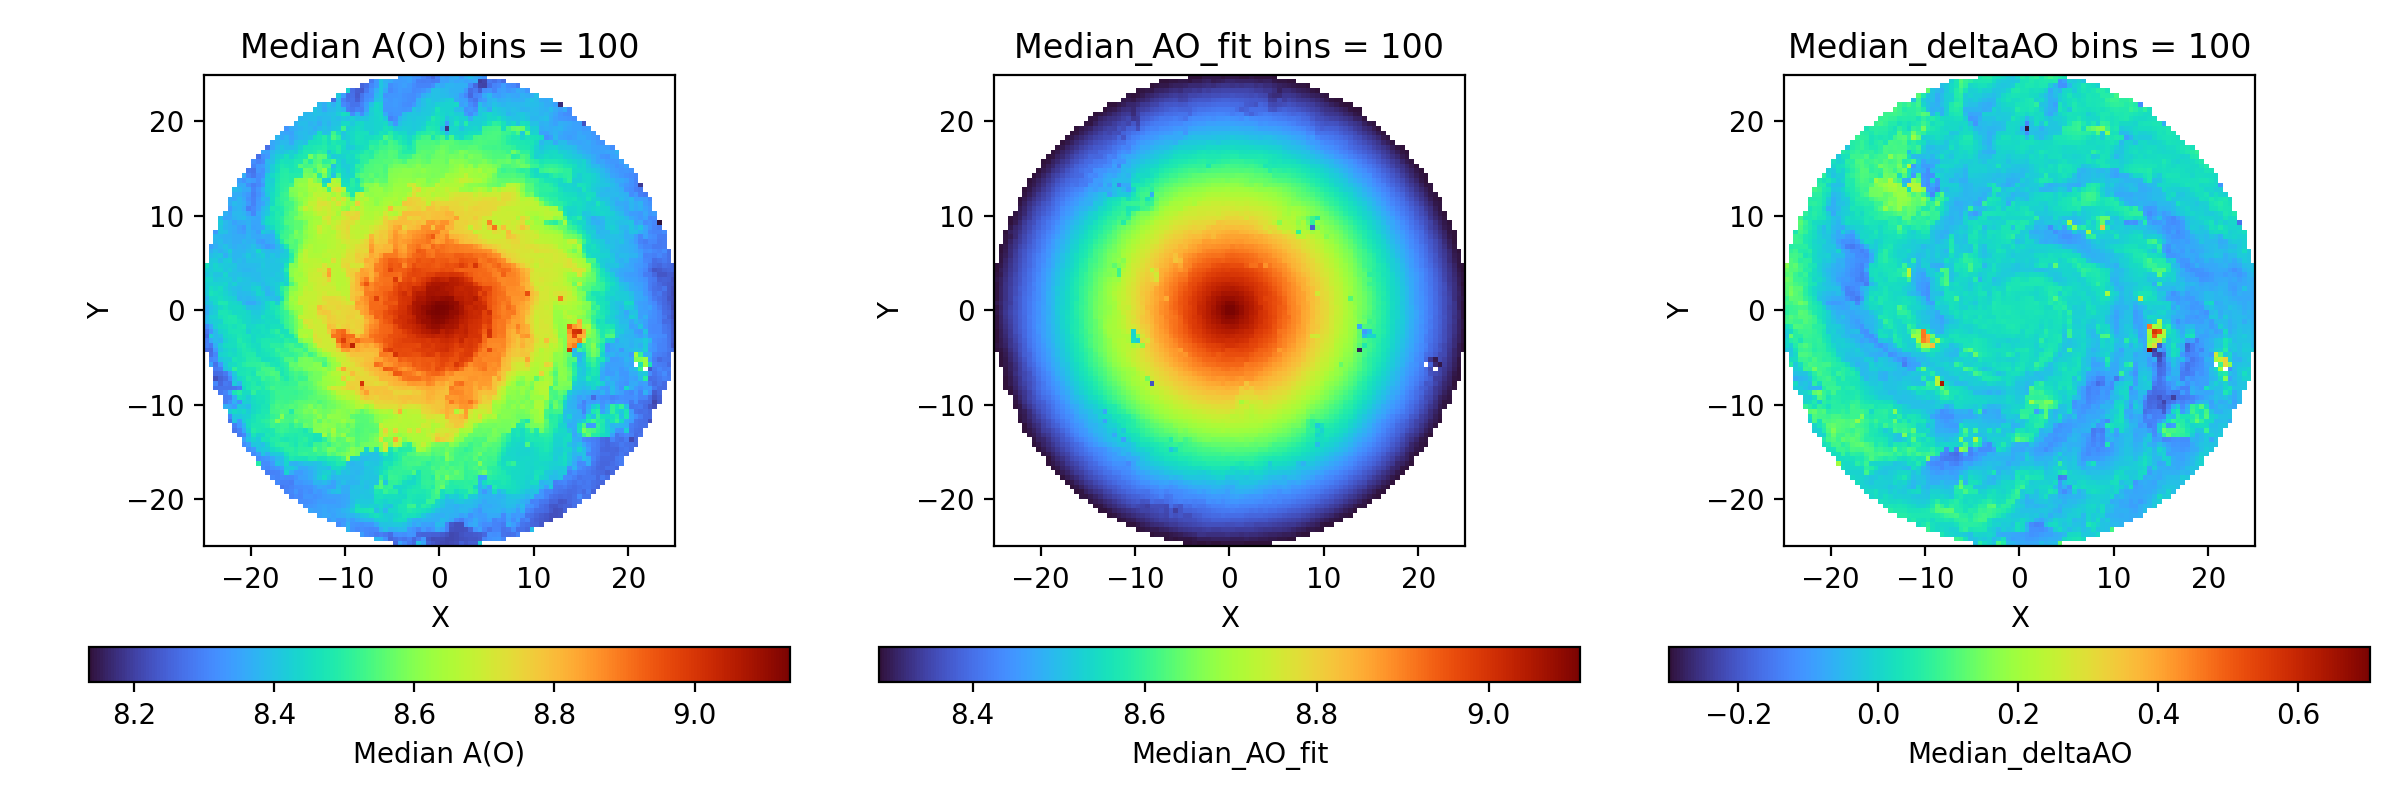 Median A(O) bins = 100
20
10
0
−10
−20
Y
−20 −10 0 10 20
X
8.2 8.4 8.6 8.8 9.0
Median A(O)
Median_AO_fit bins = 100
20
10
0
−10
−20
Y
−20 −10 0 10 20
X
8.4 8.6 8.8 9.0
Median_AO_fit
Median_deltaAO bins = 100
20
10
0
−10
−20
Y
−20 −10 0 10 20
X
−0.2 0.0 0.2 0.4 0.6
Median_deltaAO